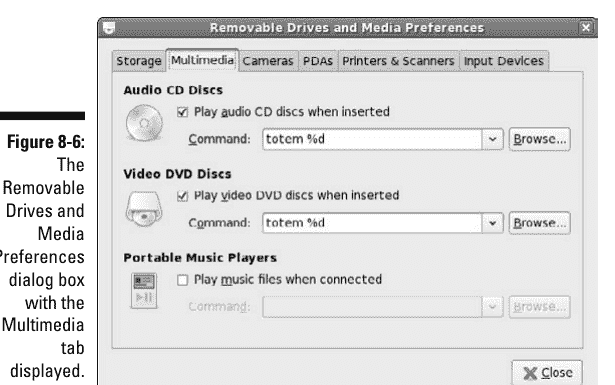 Removable Drives and Media Preferences
Storage Multimedia Cameras PDAs Printers & Scanners Input Devices
Audio CD Discs
Play audio CD discs when inserted
Command: totem %d Browse...
Video DVD Discs
Play video DVD discs when inserted
Command: totem %d Browse...
Portable Music Players
Play music files when connected
Command: Browse...
Close
Figure 8-6:
The
Removable
Drives and
Media
Preferences
dialog box
with the
Multimedia
tab
displayed.